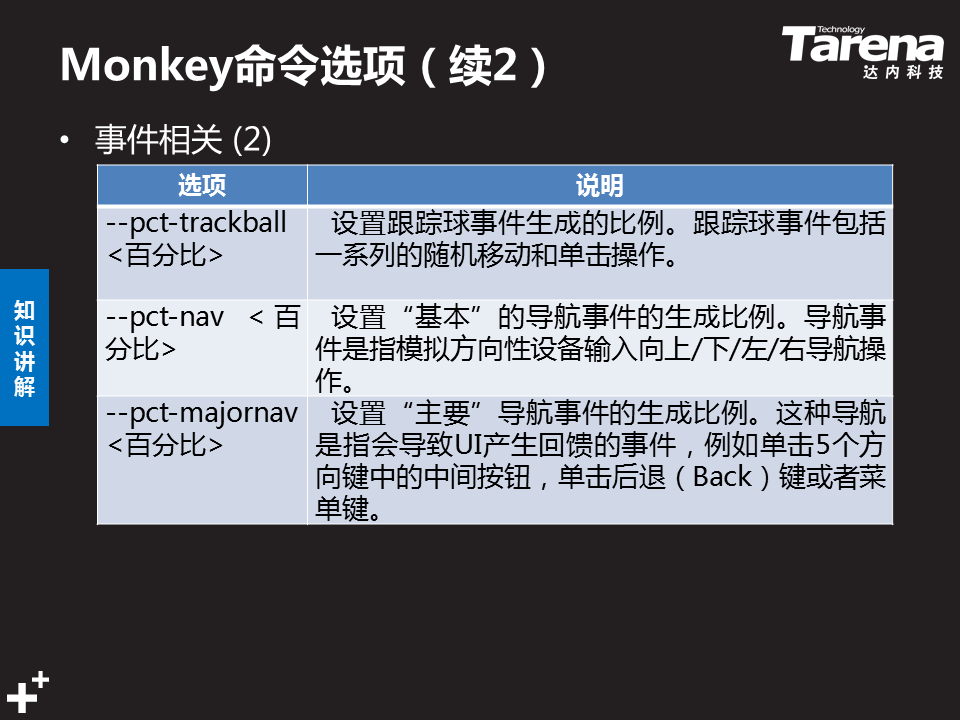 Monkey命令选项（续2）
Technology
Tarena
达内科技
• 事件相关 (2)
选项
说明
--pct-trackball
<百分比>
设置跟踪球事件生成的比例。跟踪球事件包括
一系列的随机移动和单击操作。
--pct-nav <百
分比>
设置“基本”的导航事件的生成比例。导航事
件是指模拟方向性设备输入向上/下/左/右导航操
作。
--pct-majornav
<百分比>
设置“主要”导航事件的生成比例。这种导航
是指会导致UI产生回馈的事件，例如单击5个方
向键中的中间按钮，单击后退（Back）键或者菜
单键。
知
识
讲
解